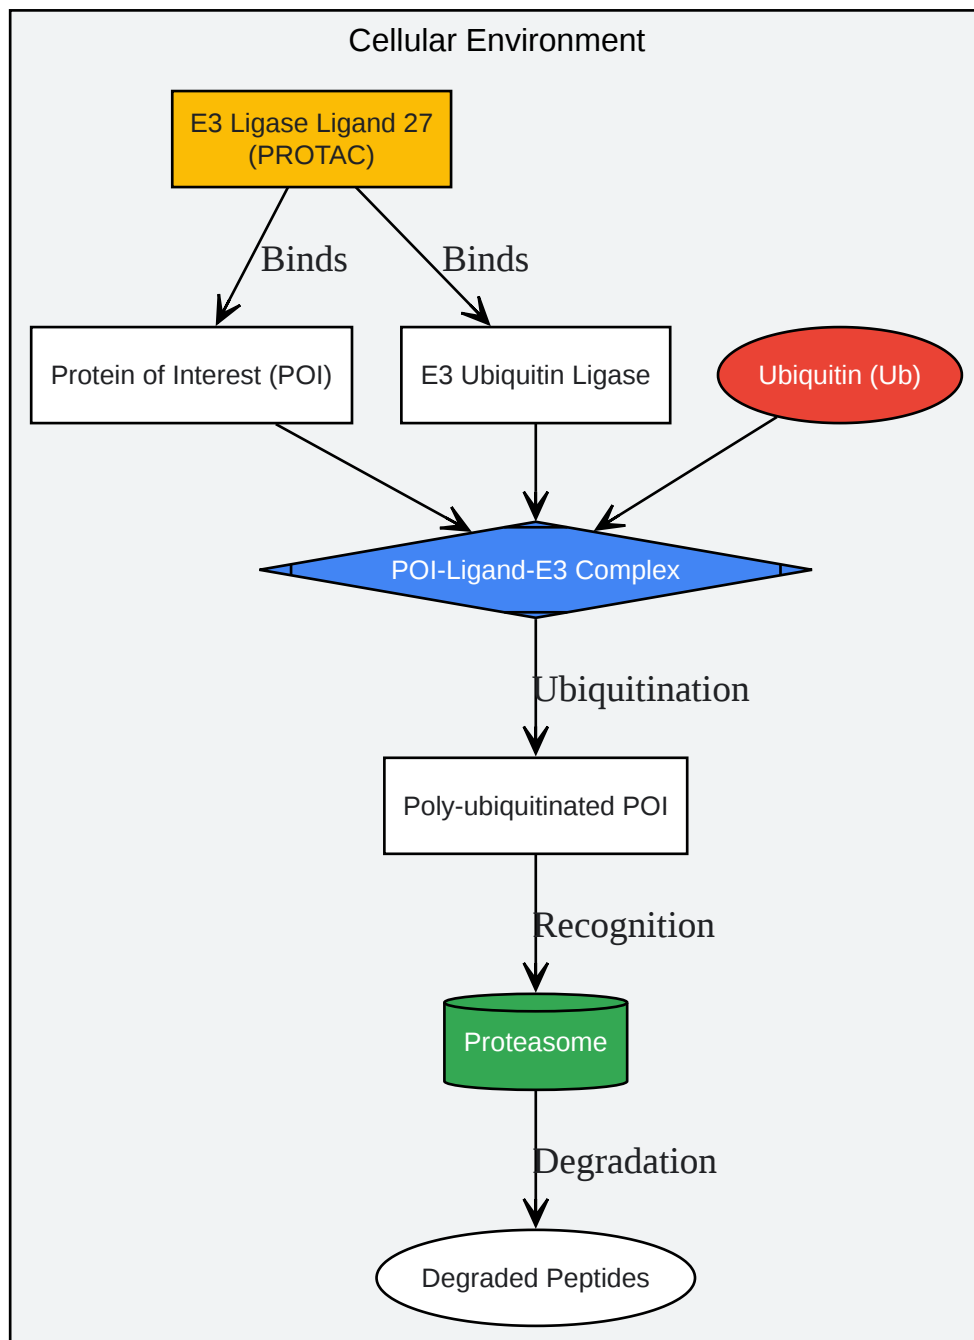 Cellular Environment
E3 Ligase Ligand 27
(PROTAC)
Binds
Binds
Protein of Interest (POI)
E3 Ubiquitin Ligase
Ubiquitin (Ub)
POI-Ligand-E3 Complex
Ubiquitination
Poly-ubiquitinated POI
Recognition
Proteasome
Degradation
Degraded Peptides